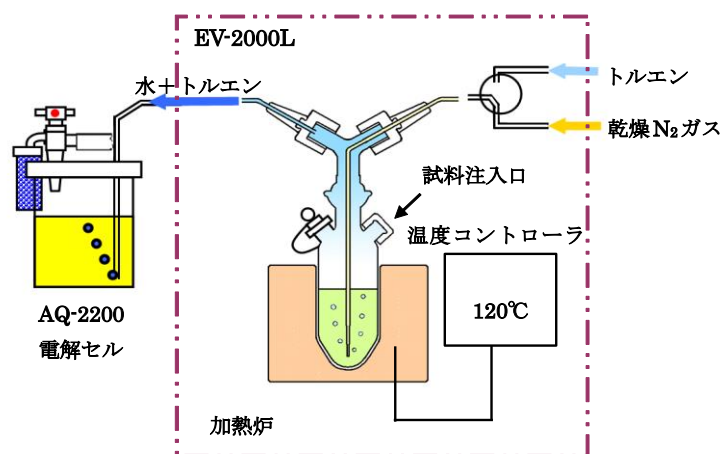 EV-2000L
水＋トルエン
トルエン
乾燥N₂ガス
試料注入口
温度コントローラ
120℃
AQ-2200
電解セル
加熱炉